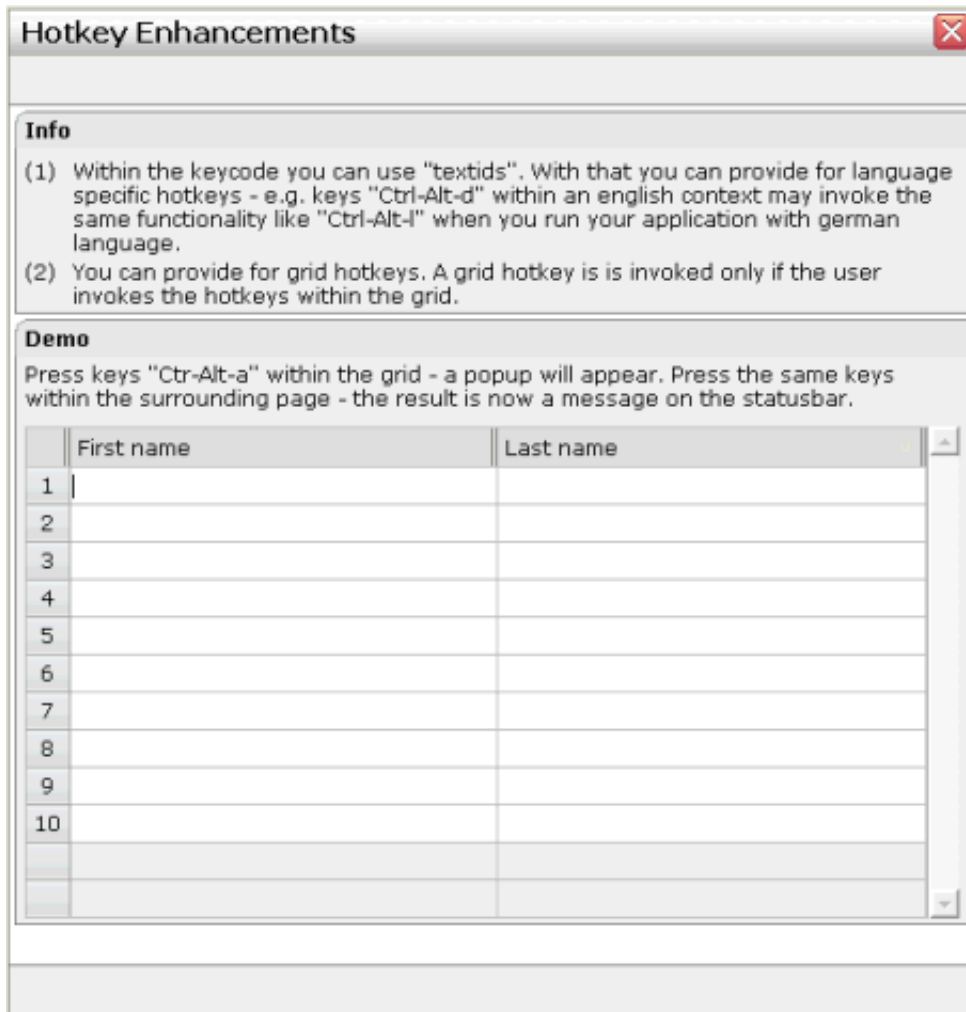 Hotkey Enhancements
Info
(1) Within the keycode you can use "textids". With that you can provide for language
specific hotkeys - e.g. keys "Ctrl-Alt-d" within an english context may invoke the
same functionality like "Ctrl-Alt-l" when you run your application with german
language.
(2) You can provide for grid hotkeys. A grid hotkey is is invoked only if the user
invokes the hotkeys within the grid.
Demo
Press keys "Ctr-Alt-a" within the grid - a popup will appear. Press the same keys
within the surrounding page - the result is now a message on the statusbar.
First name Last name
1
2
3
4
5
6
7
8
9
10